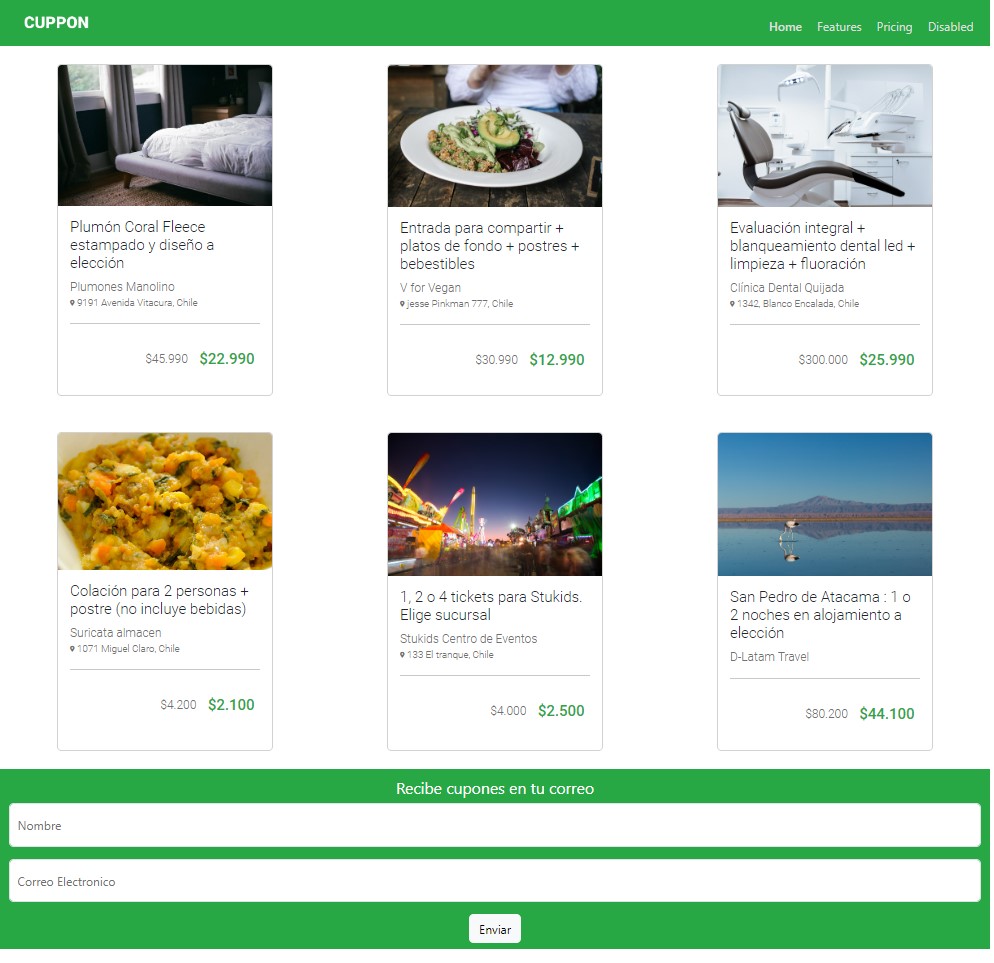 CUPPON
Home Features Pricing Disabled
Plumón Coral Fleece
estampado y diseño a
elección
Plumones Manolino
9191 Avenida Vitacura, Chile
$45.990 $22.990
Entrada para compartir +
platos de fondo + postres +
bebestibles
V for Vegan
jesse Pinkman 777, Chile
$30.990 $12.990
Evaluación integral +
blanqueamiento dental led +
limpieza + fluoración
Clínica Dental Quijada
1342, Blanco Encalada, Chile
$300.000 $25.990
Colación para 2 personas +
postre (no incluye bebidas)
Suricata almacen
1071 Miguel Claro, Chile
$4.200 $2.100
1, 2 o 4 tickets para Stukids.
Elige sucursal
Stukids Centro de Eventos
133 El tranque, Chile
$4.000 $2.500
San Pedro de Atacama : 1 o
2 noches en alojamiento a
elección
D-Latam Travel
$80.200 $44.100
Recibe cupones en tu correo
Nombre
Correo Electronico
Enviar